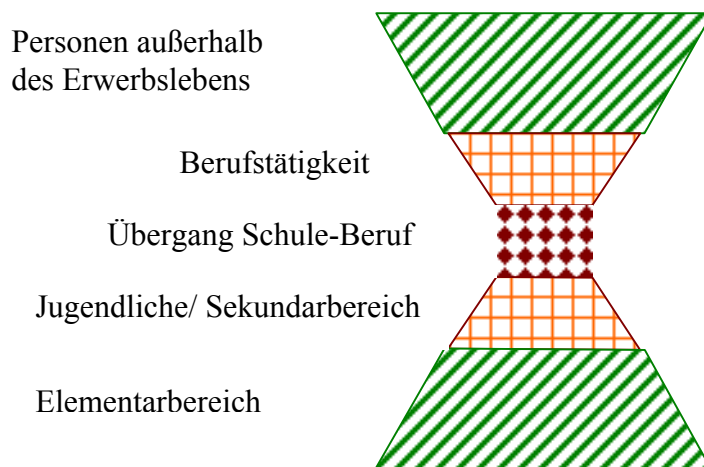 Personen außerhalb
des Erwerbslebens
Berufstätigkeit
Übergang Schule-Beruf
Jugendliche/ Sekundarbereich
Elementarbereich